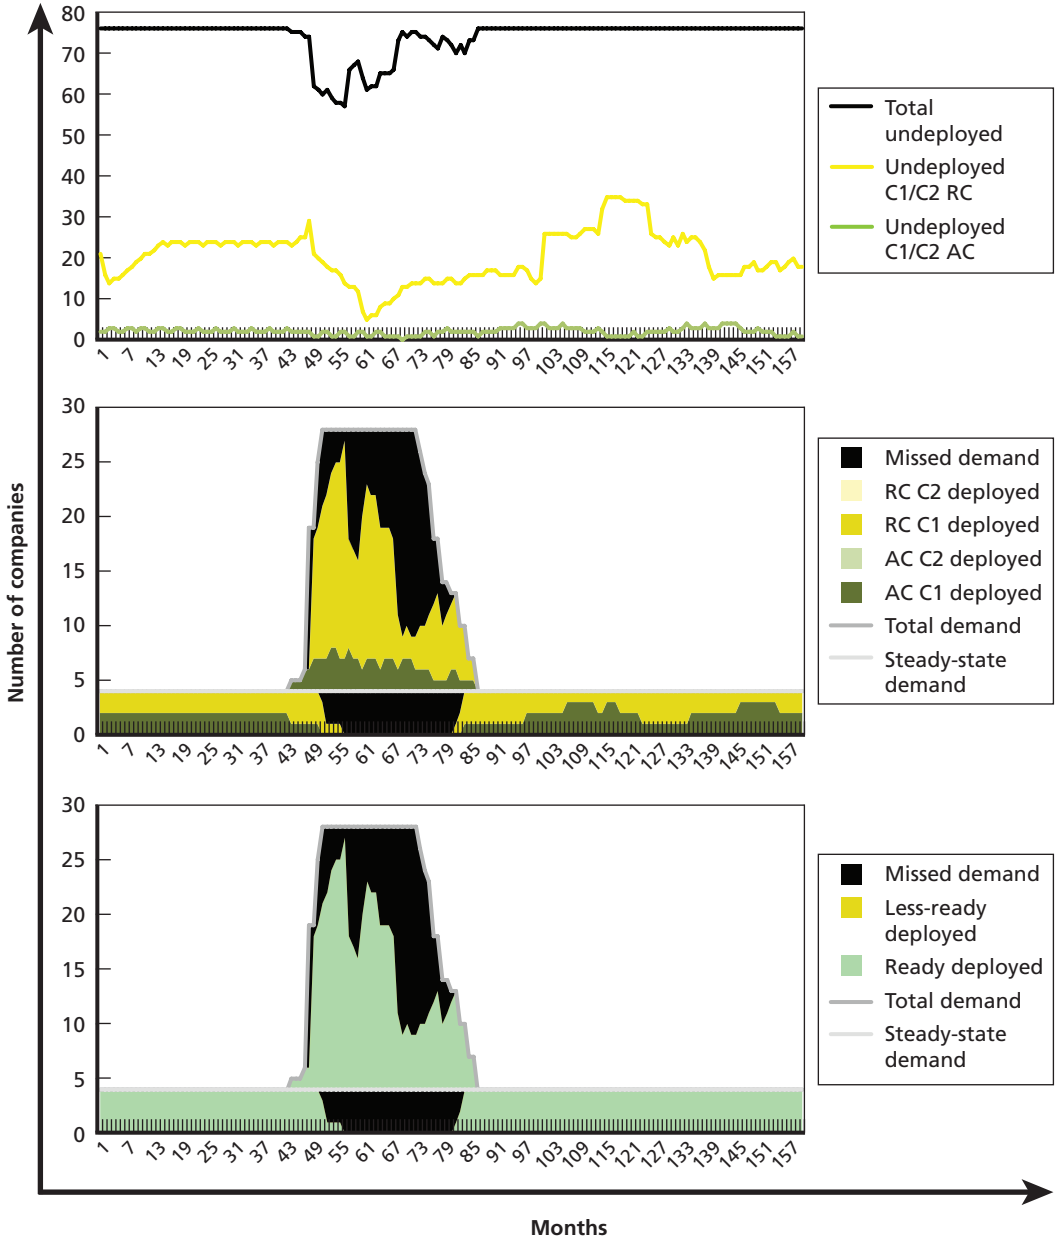 Number of companies
80
70
60
50
40
30
20
10
0
1 7 13 19 25 31 37 43 49 55 61 67 73 79 85 91 97 103 109 115 121 127 133 139 145 151 157
Total
undeployed
Undeployed
C1/C2 RC
Undeployed
C1/C2 AC
30
25
20
15
10
5
0
1 7 13 19 25 31 37 43 49 55 61 67 73 79 85 91 97 103 109 115 121 127 133 139 145 151 157
Missed demand
RC C2 deployed
RC C1 deployed
AC C2 deployed
AC C1 deployed
Total demand
Steady-state
demand
30
25
20
15
10
5
0
1 7 13 19 25 31 37 43 49 55 61 67 73 79 85 91 97 103 109 115 121 127 133 139 145 151 157
Missed demand
Less-ready
deployed
Ready deployed
Total demand
Steady-state
demand
Months